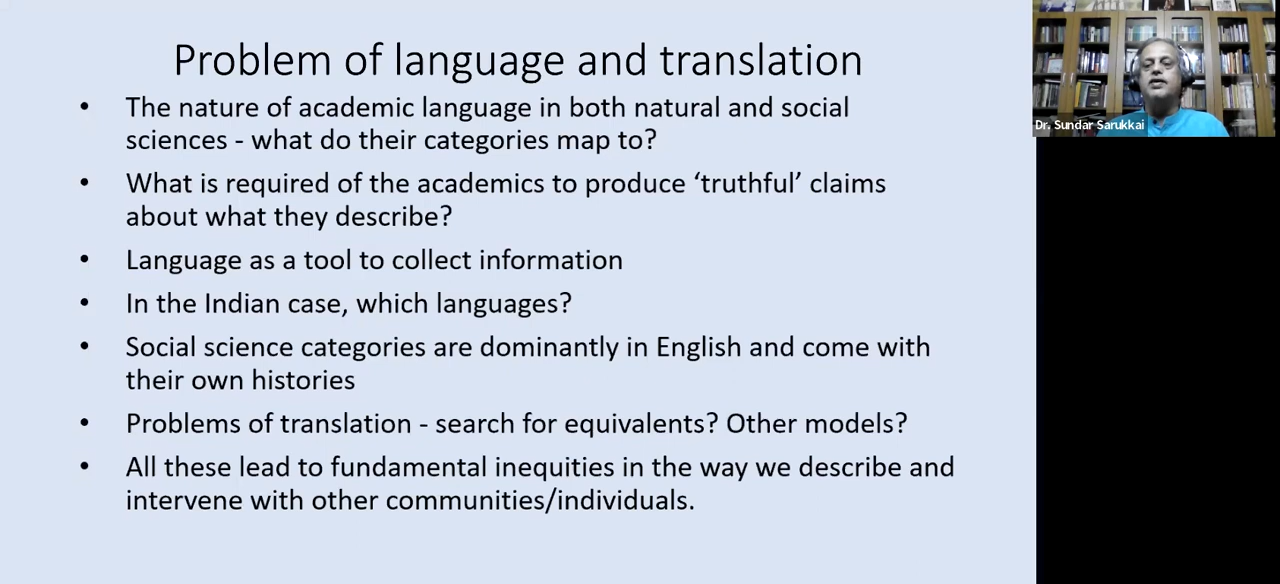 Problem of language and translation
• The nature of academic language in both natural and social
sciences - what do their categories map to?
• What is required of the academics to produce ‘truthful’ claims
about what they describe?
• Language as a tool to collect information
• In the Indian case, which languages?
• Social science categories are dominantly in English and come with
their own histories
• Problems of translation - search for equivalents? Other models?
• All these lead to fundamental inequities in the way we describe and
intervene with other communities/individuals.
Dr. Sundar Sarukkai